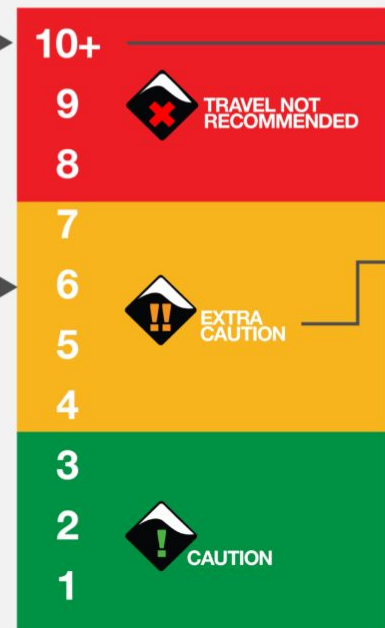 10+
9
TRAVEL NOT
RECOMMENDED
8
7
6
!!
EXTRA
CAUTION
5
4
3
2
!
CAUTION
1